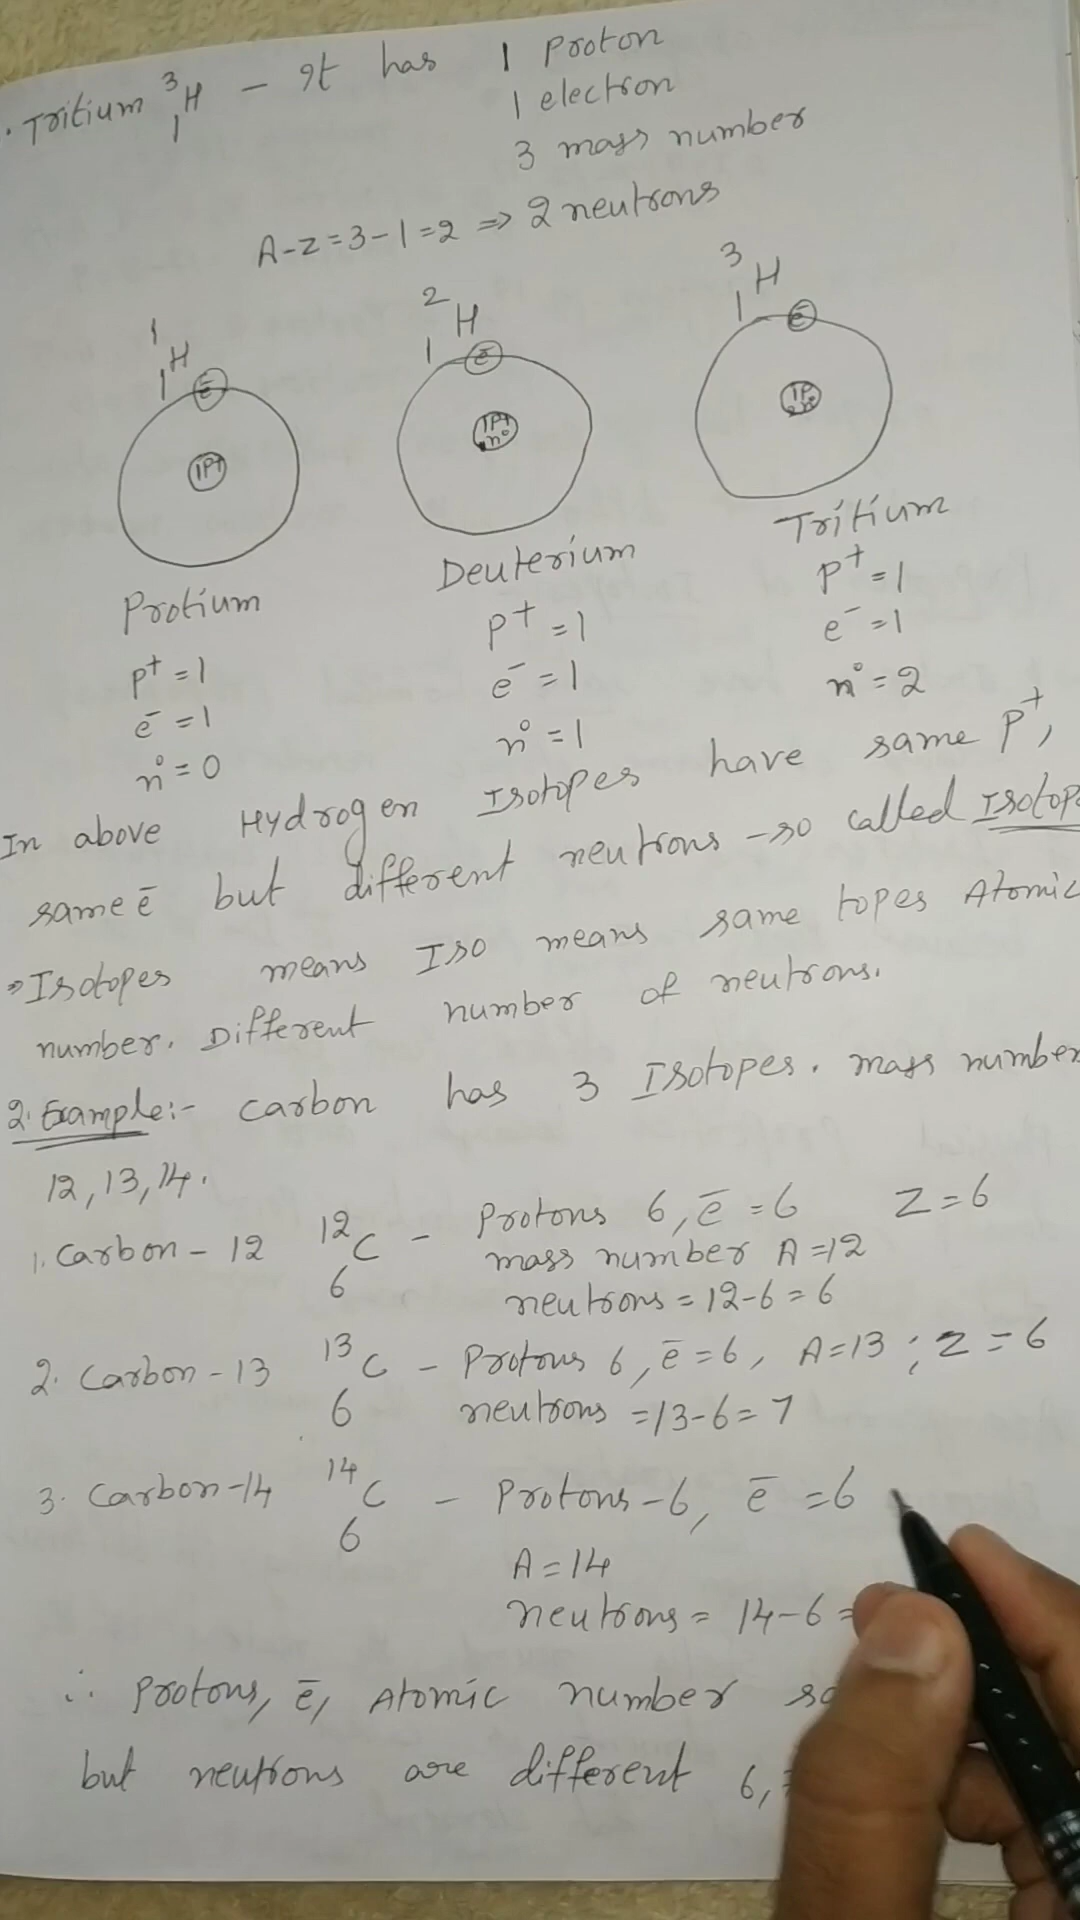 . Tritium ³₁H – It has 1 Proton
1 electron
3 mass number
A-Z=3-1=2 ⇒ 2 neutrons
¹₁H ē 1P+
²₁H ē 1P+ n°
³₁H ē 1P 2n°
Protium
P+ =1
ē =1
n° =0
Deuterium
P+ =1
e- =1
n° =1
Tritium
P+ =1
e- =1
n° =2
In above Hydrogen Isotopes have same P+,
same ē but different neutrons -so called Isotop
⇒Isotopes means Iso means same topes Atomic
number. Different number of neutrons.
2. Example:- Carbon has 3 Isotopes. mass number
12, 13, 14.
1. Carbon - 12 ¹²₆C – Protons 6, ē =6 Z=6
mass number A=12
neutrons = 12-6 = 6
2. Carbon - 13 ¹³₆C – Protons 6, ē =6, A=13 ; Z = 6
neutrons =13-6= 7
3. Carbon-14 ¹⁴₆C – Protons-6, ē =6
A=14
neutrons = 14-6 =
∴ Protons, ē, Atomic number
but neutrons are different 6,